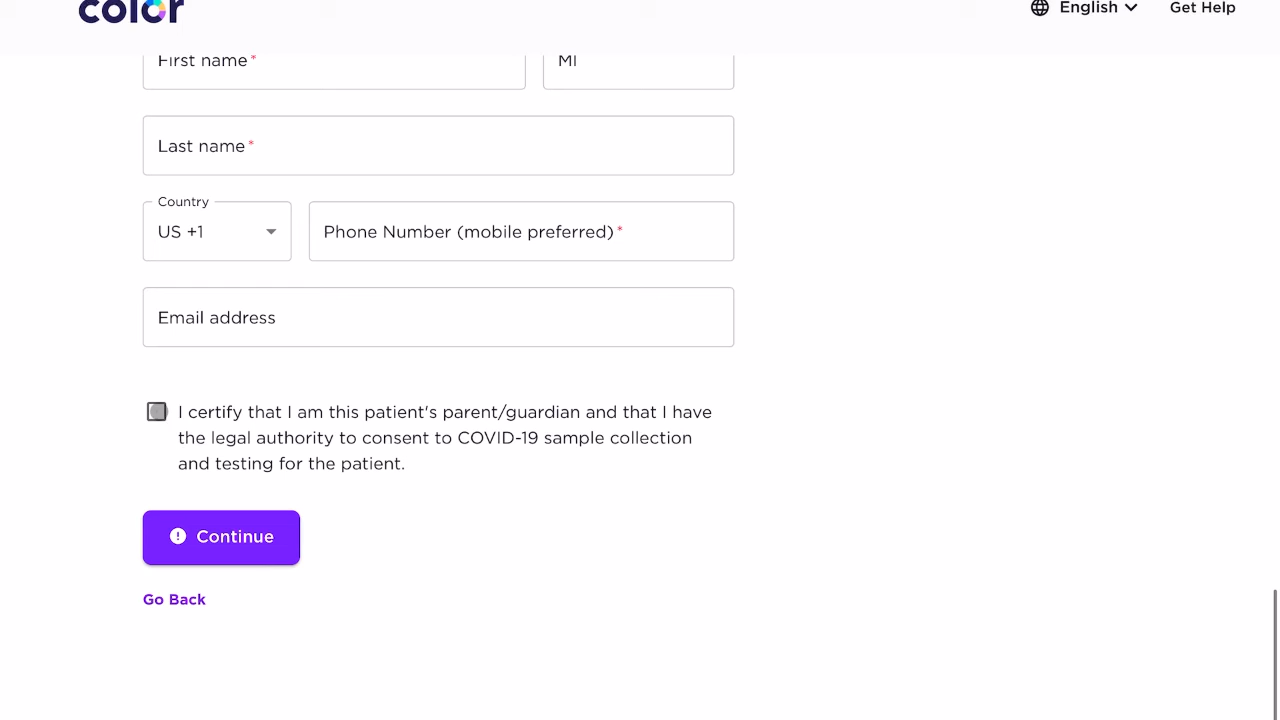 color
English
Get Help
First name*
MI
Last name*
Country
US +1
Phone Number (mobile preferred)*
Email address
I certify that I am this patient's parent/guardian and that I have
the legal authority to consent to COVID-19 sample collection
and testing for the patient.
Continue
Go Back